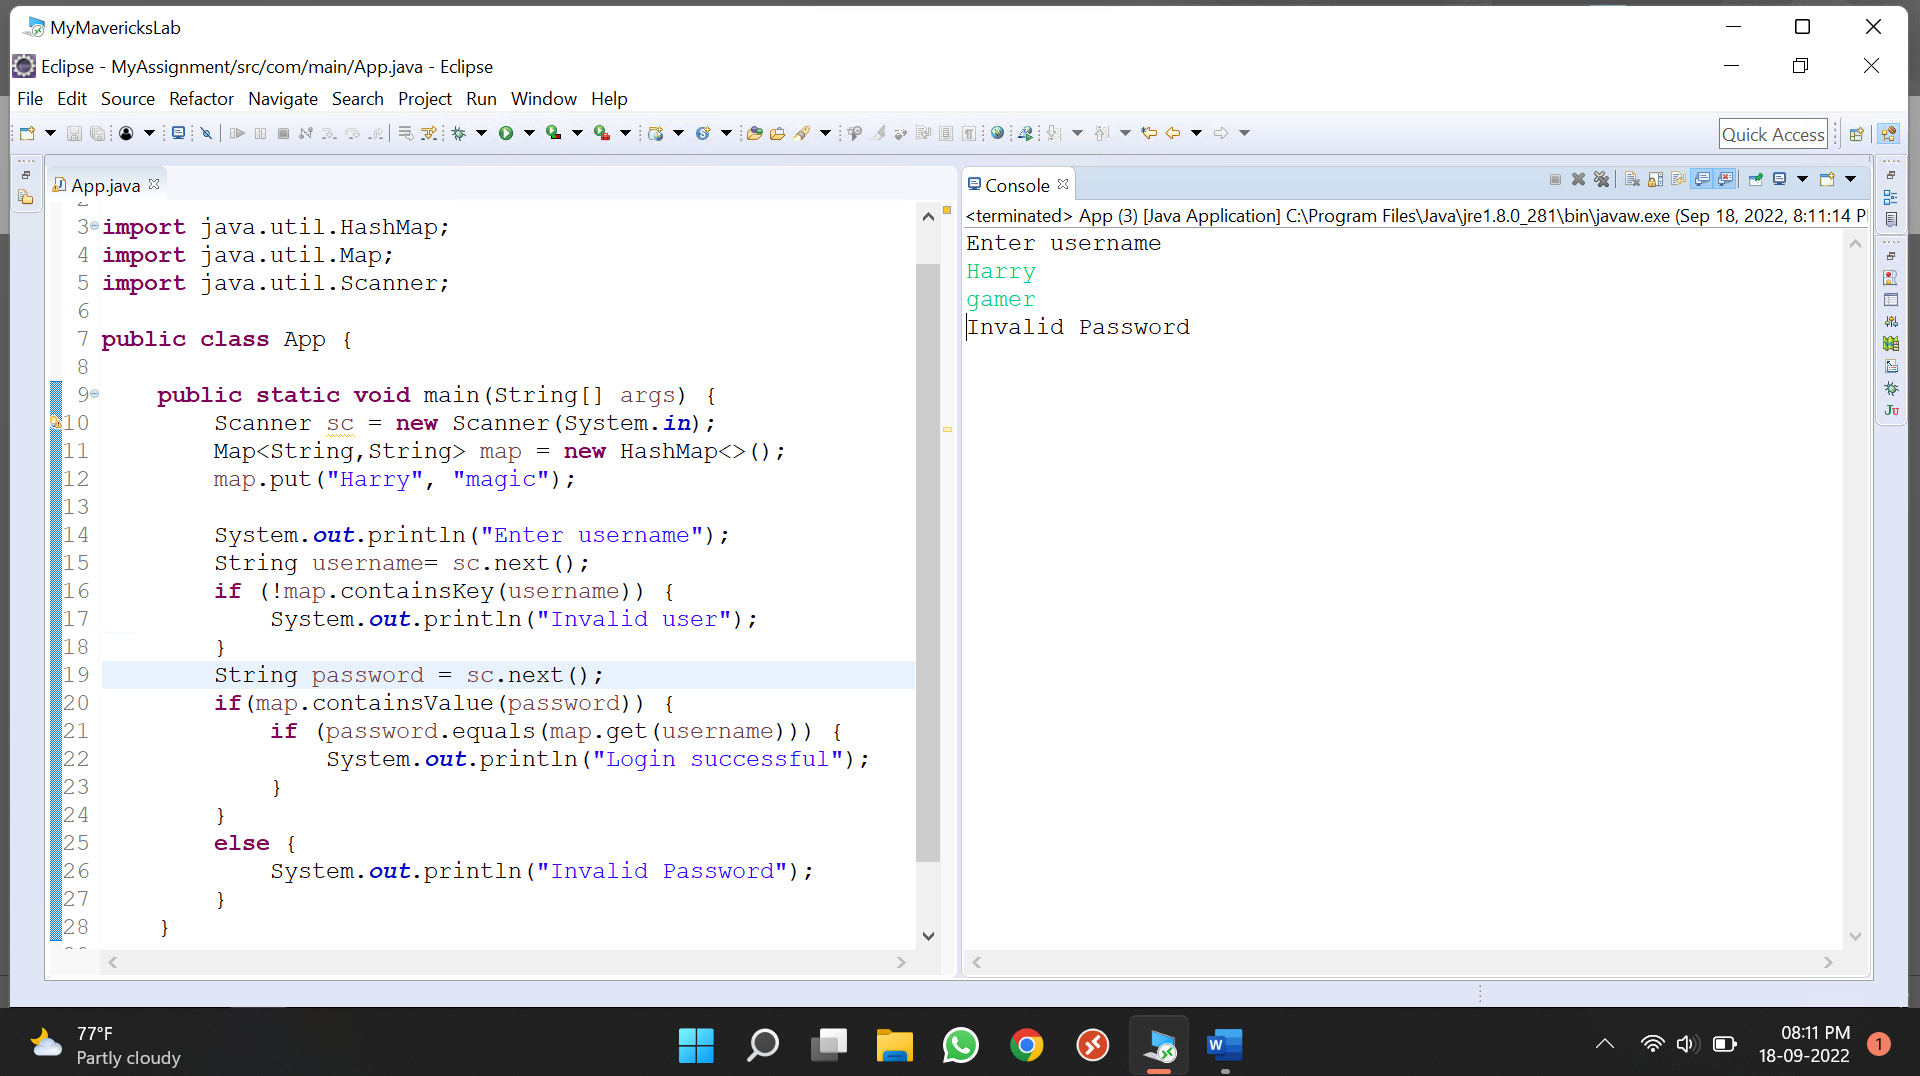 MyMavericksLab
Eclipse - MyAssignment/src/com/main/App.java - Eclipse
File Edit Source Refactor Navigate Search Project Run Window Help
Quick Access
App.java
3 import java.util.HashMap;
4 import java.util.Map;
5 import java.util.Scanner;
6
7 public class App {
8
9     public static void main(String[] args) {
10         Scanner sc = new Scanner(System.in);
11         Map<String,String> map = new HashMap<>();
12         map.put("Harry", "magic");
13
14         System.out.println("Enter username");
15         String username= sc.next();
16         if (!map.containsKey(username)) {
17             System.out.println("Invalid user");
18         }
19         String password = sc.next();
20         if(map.containsValue(password)) {
21             if (password.equals(map.get(username))) {
22                 System.out.println("Login successful");
23             }
24         }
25         else {
26             System.out.println("Invalid Password");
27         }
28     }
Console
<terminated> App (3) [Java Application] C:\Program Files\Java\jre1.8.0_281\bin\javaw.exe (Sep 18, 2022, 8:11:14 P
Enter username
Harry
gamer
Invalid Password
77°F
Partly cloudy
08:11 PM
18-09-2022
1